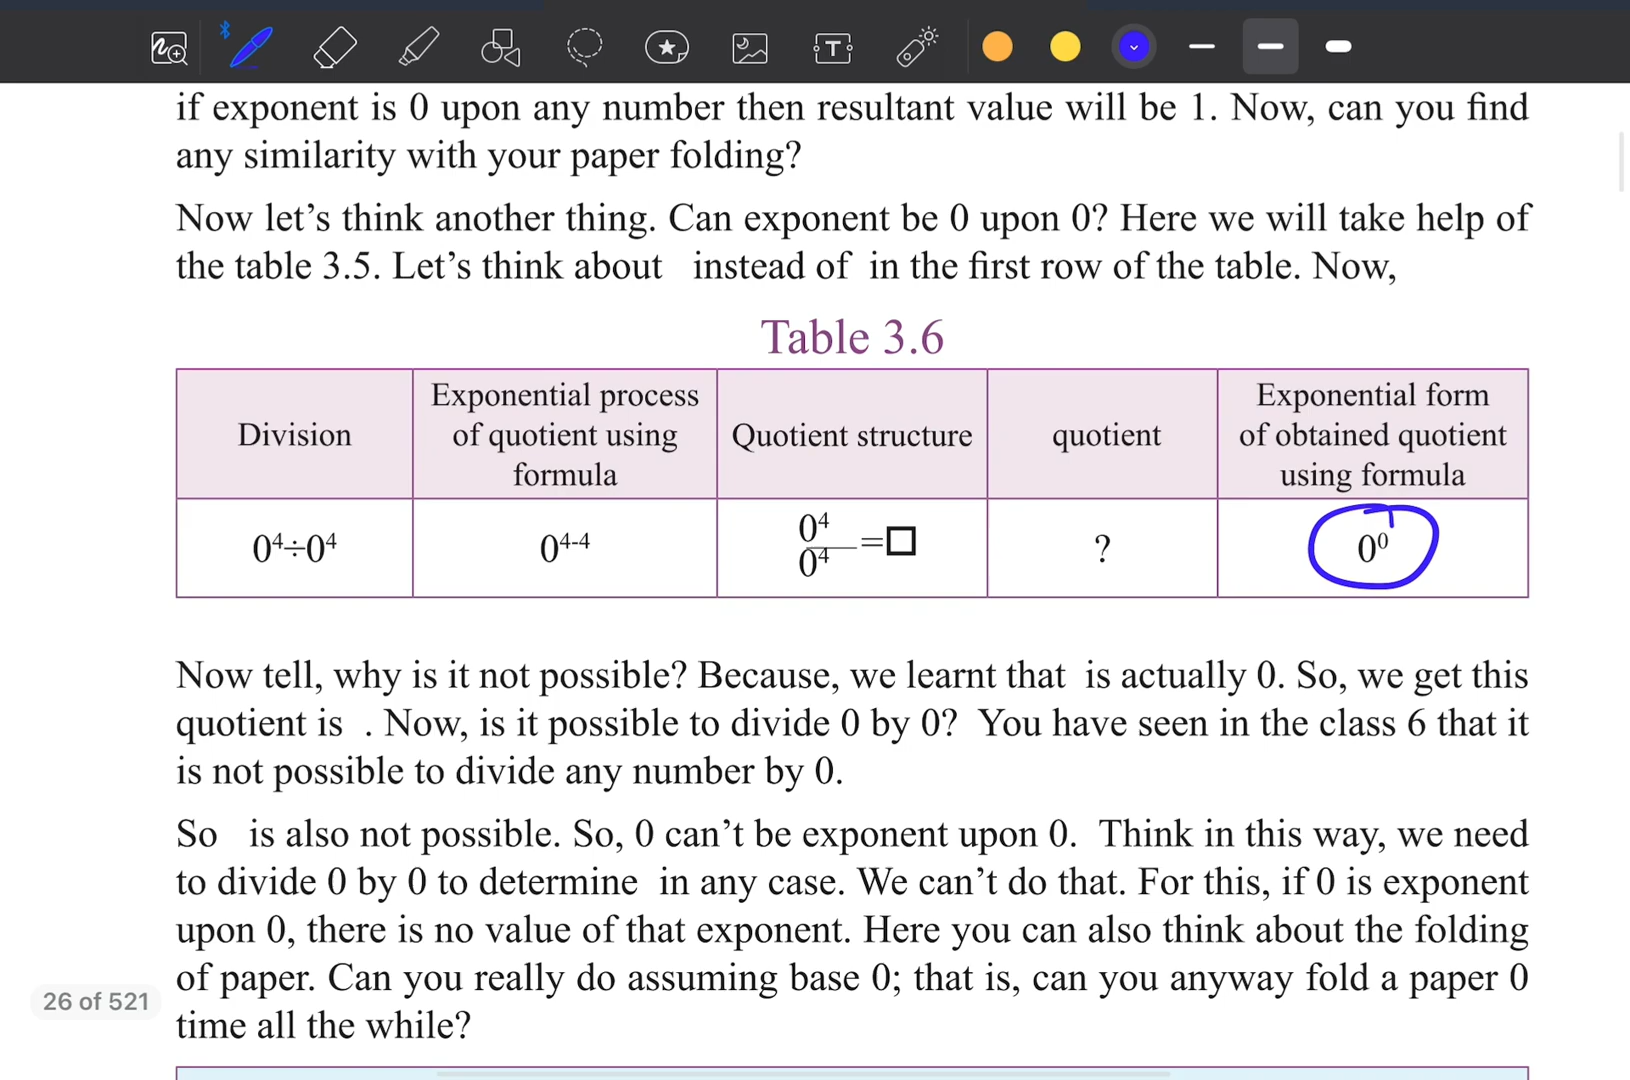 T
if exponent is 0 upon any number then resultant value will be 1. Now, can you find
any similarity with your paper folding?
Now let’s think another thing. Can exponent be 0 upon 0? Here we will take help of
the table 3.5. Let’s think about instead of in the first row of the table. Now,
Table 3.6
Division
Exponential process
of quotient using
formula
Quotient structure
quotient
Exponential form
of obtained quotient
using formula
0⁴÷0⁴
0⁴⁻⁴
0⁴
0⁴
=□
?
0⁰
Now tell, why is it not possible? Because, we learnt that is actually 0. So, we get this
quotient is . Now, is it possible to divide 0 by 0? You have seen in the class 6 that it
is not possible to divide any number by 0.
So is also not possible. So, 0 can’t be exponent upon 0. Think in this way, we need
to divide 0 by 0 to determine in any case. We can’t do that. For this, if 0 is exponent
upon 0, there is no value of that exponent. Here you can also think about the folding
of paper. Can you really do assuming base 0; that is, can you anyway fold a paper 0
time all the while?
26 of 521